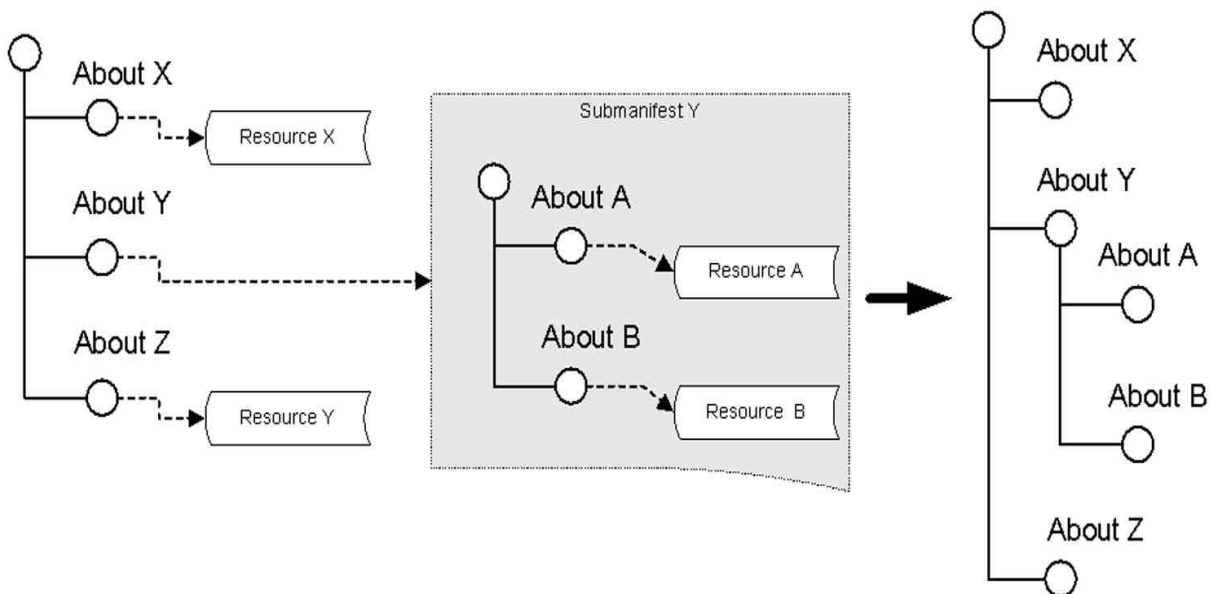 About X
Resource X
About Y
About Z
Resource Y
Submanifest Y
About A
Resource A
About B
Resource B
About X
About Y
About A
About B
About Z